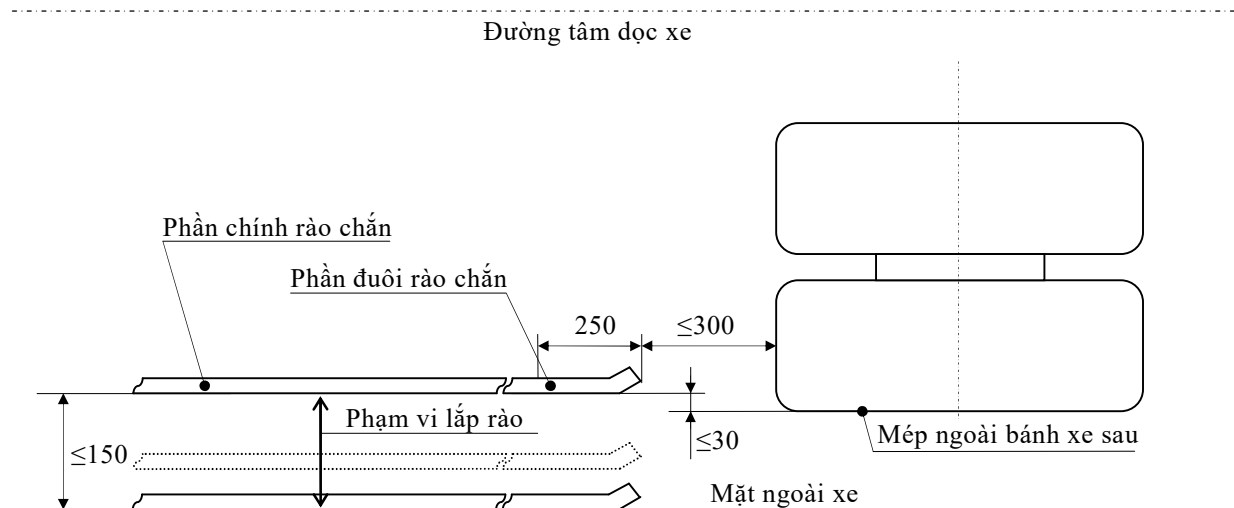 Đường tâm dọc xe
Phần chính rào chắn
Phần đuôi rào chắn
250
≤300
Phạm vi lắp rào
≤150
≤30
Mép ngoài bánh xe sau
Mặt ngoài xe